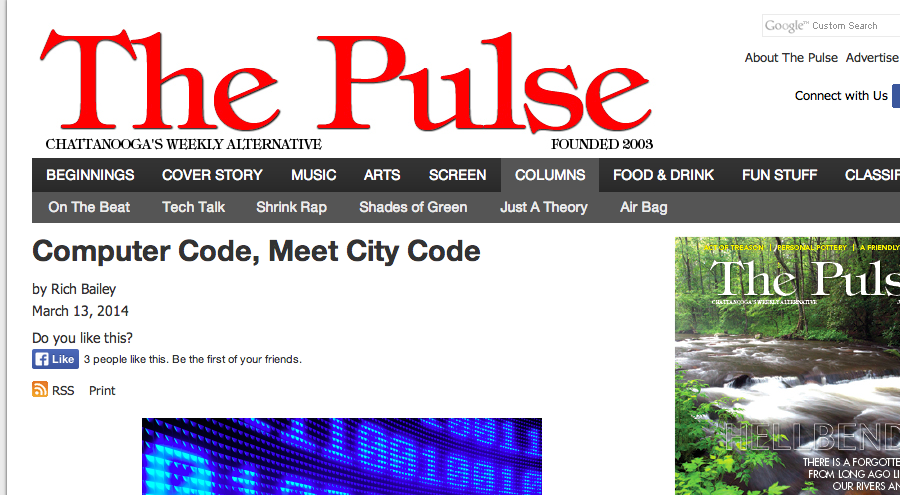 Google™ Custom Search
The Pulse
About The Pulse Advertise
Connect with Us
CHATTANOOGA'S WEEKLY ALTERNATIVE FOUNDED 2003
BEGINNINGS COVER STORY MUSIC ARTS SCREEN COLUMNS FOOD & DRINK FUN STUFF CLASSIF
On The Beat Tech Talk Shrink Rap Shades of Green Just A Theory Air Bag
Computer Code, Meet City Code
by Rich Bailey
March 13, 2014
Do you like this?
Like 3 people like this. Be the first of your friends.
RSS Print
ACT OF TREASON? | PERSONAL POTTERY | A FRIENDLY
The Puls
CHATTANOOGA'S WEEKLY ALTERNATIVE
HELLBEND
THERE IS A FORGOTTE
FROM LONG AGO LI
OUR RIVERS AN